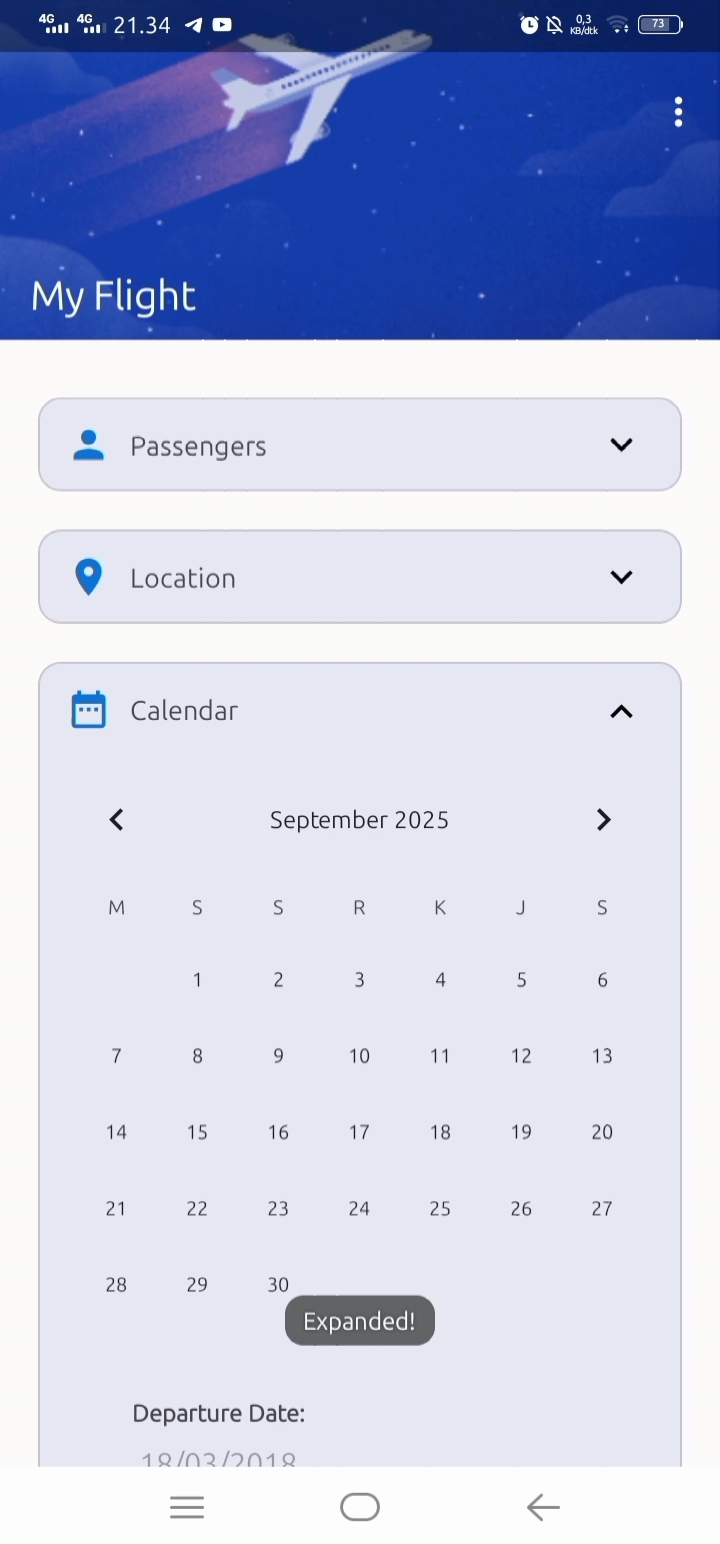 4G 4G 21.34 0,3 KB/dtk 73
My Flight
Passengers
Location
Calendar
September 2025
M S S R K J S
1 2 3 4 5 6
7 8 9 10 11 12 13
14 15 16 17 18 19 20
21 22 23 24 25 26 27
28 29 30
Expanded!
Departure Date:
18/03/2018